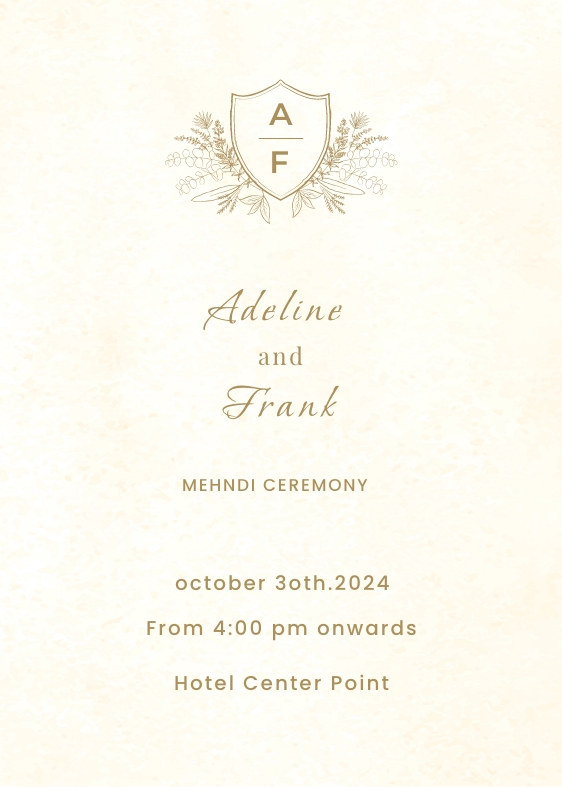 A
F
Adeline
and
Frank
MEHNDI CEREMONY
october 3oth.2024
From 4:00 pm onwards
Hotel Center Point